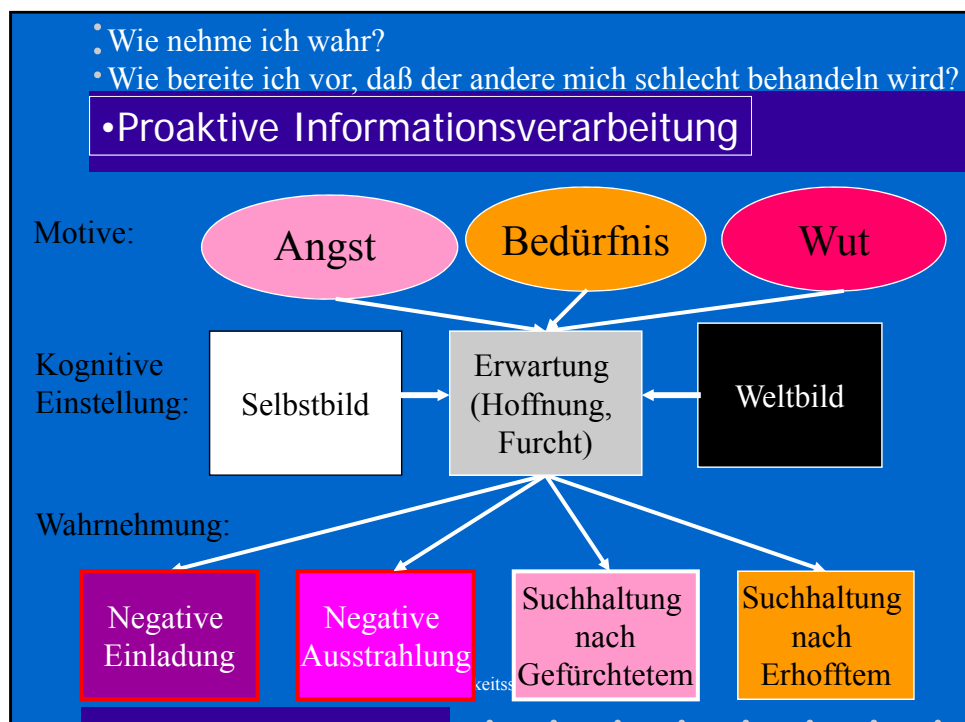 Wie nehme ich wahr?
Wie bereite ich vor, daß der andere mich schlecht behandeln wird?
•Proaktive Informationsverarbeitung
Motive:
Angst
Bedürfnis
Wut
Kognitive
Einstellung:
Selbstbild
Erwartung
(Hoffnung,
Furcht)
Weltbild
Wahrnehmung:
Negative
Einladung
Negative
Ausstrahlung
Suchhaltung
nach
Gefürchtetem
Suchhaltung
nach
Erhofftem